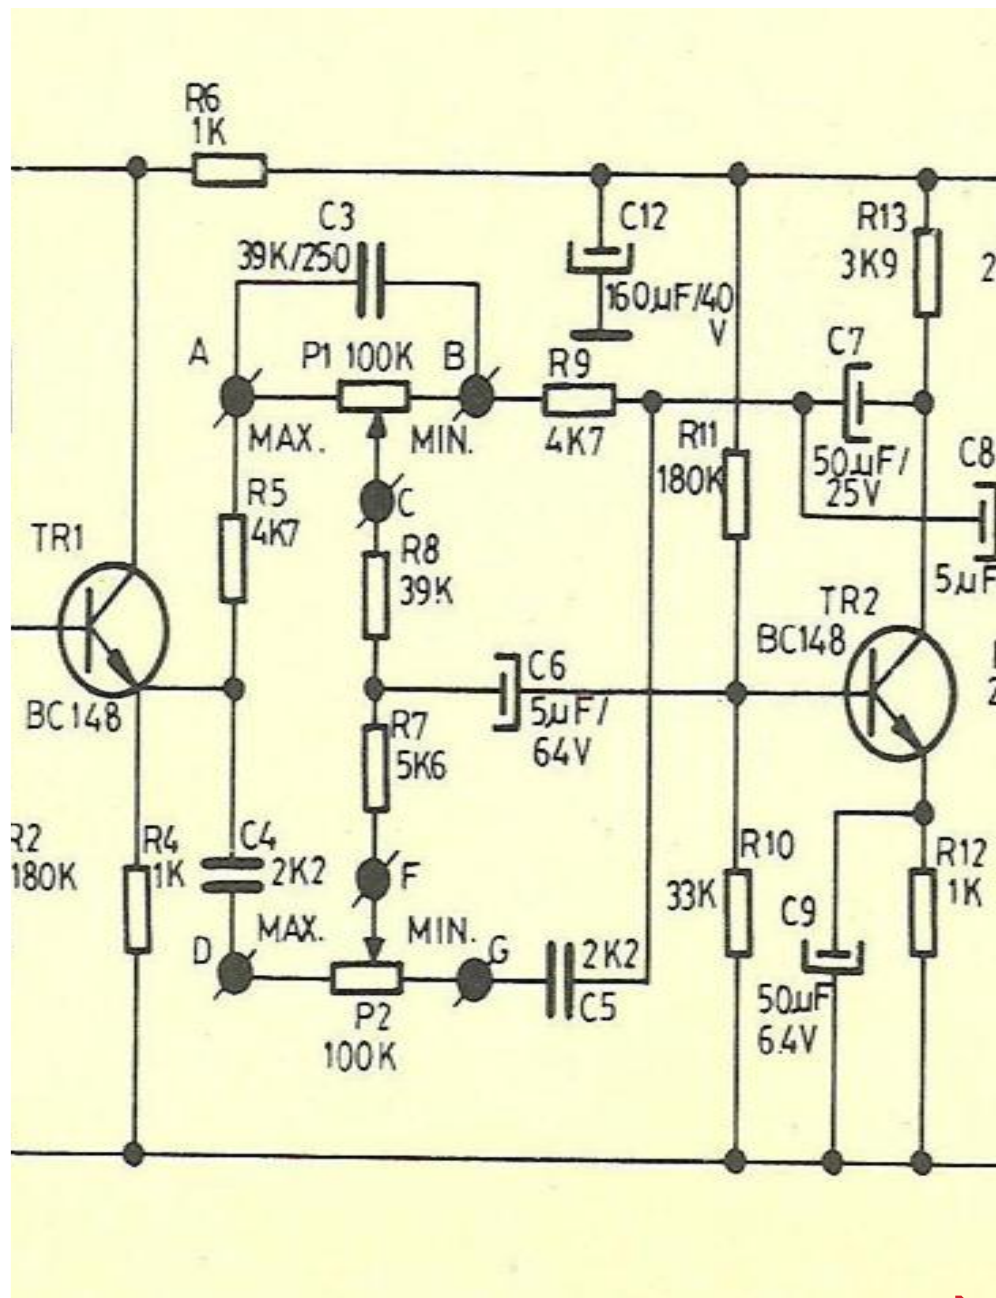 R6
1K
C3
39K/250
C12
160µF/40
V
R13
3K9
2
A
P1 100K
B
R9
4K7
C7
50µF/
25V
MAX.
MIN.
R11
180K
C8
5µF
C
R5
4K7
R8
39K
TR1
BC148
TR2
BC148
C6
5µF/
64V
R7
5K6
2
R2
180K
R4
1K
C4
2K2
F
R10
33K
R12
1K
C9
50µF
6.4V
D
MAX.
MIN.
G
2K2
C5
P2
100K